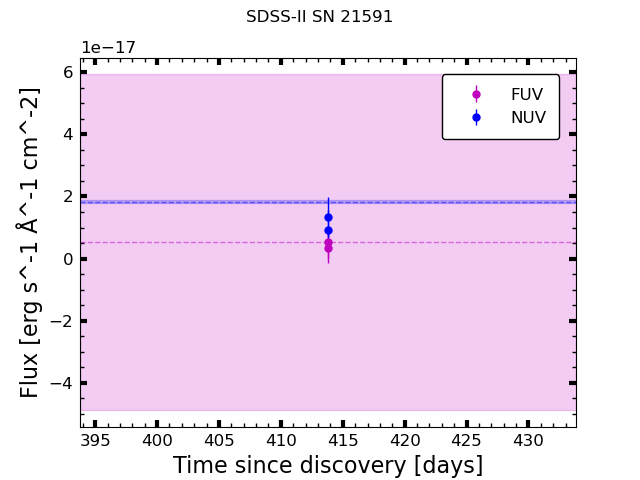 SDSS-II SN 21591
1e−17
6
4
2
0
−2
−4
Flux [erg s^-1 Å^-1 cm^-2]
FUV
NUV
395 400 405 410 415 420 425 430
Time since discovery [days]